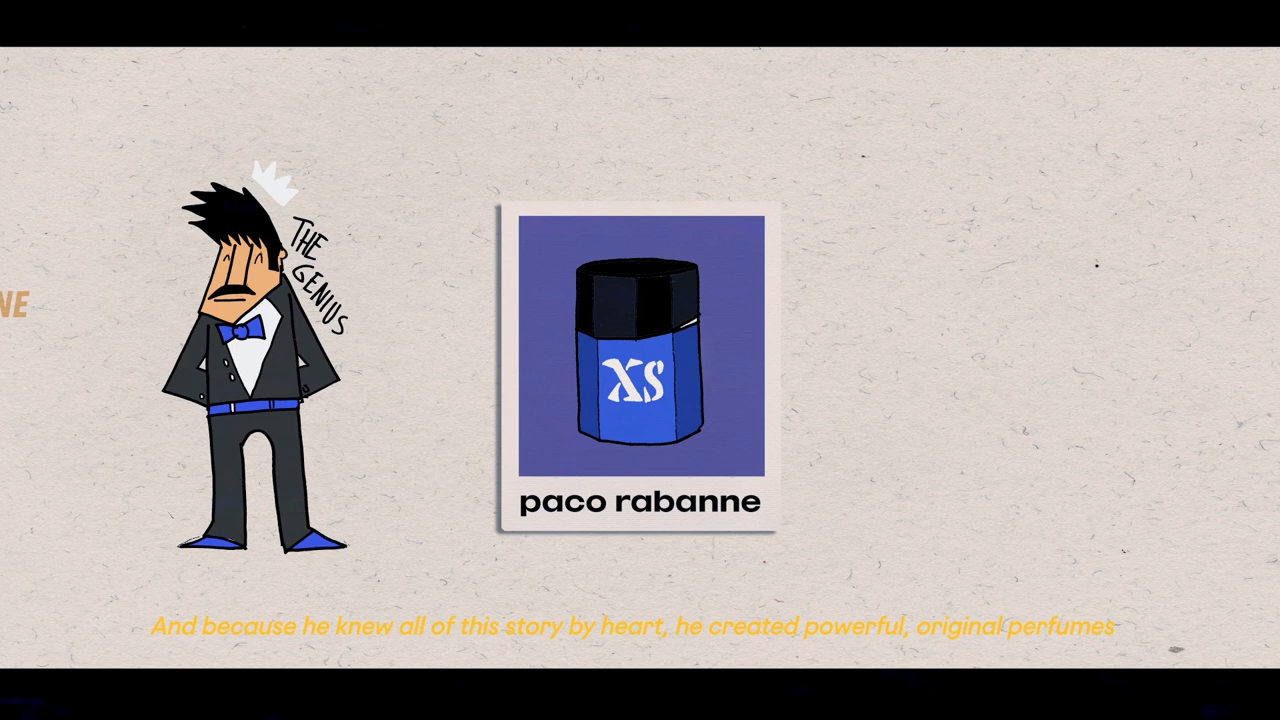 NE
THE
GENIUS
XS
paco rabanne
And because he knew all of this story by heart, he created powerful, original perfumes